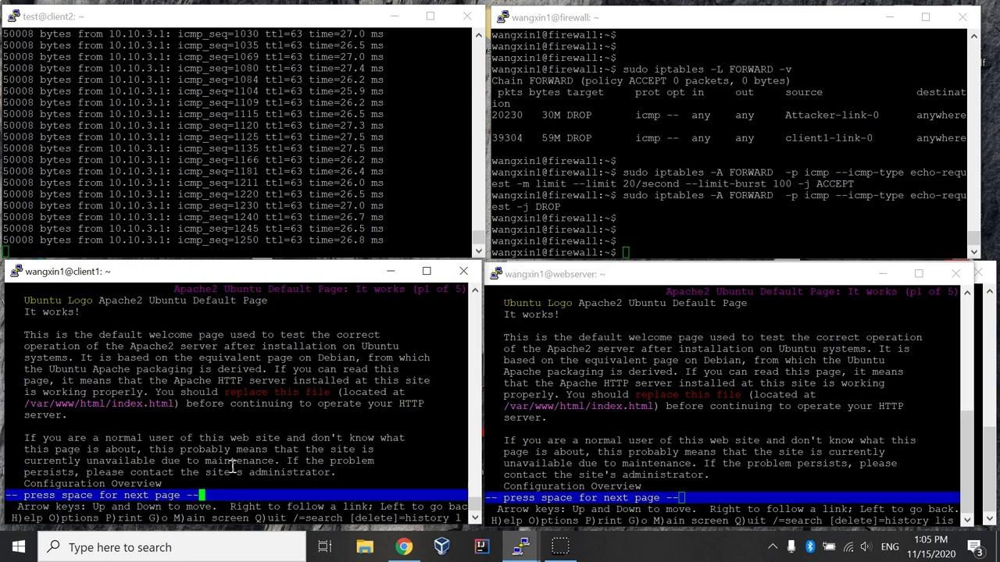 test@client2: ~
50008 bytes from 10.10.3.1: icmp_seq=1030 ttl=63 time=27.0 ms
50008 bytes from 10.10.3.1: icmp_seq=1035 ttl=63 time=26.5 ms
50008 bytes from 10.10.3.1: icmp_seq=1069 ttl=63 time=27.0 ms
50008 bytes from 10.10.3.1: icmp_seq=1080 ttl=63 time=27.4 ms
50008 bytes from 10.10.3.1: icmp_seq=1084 ttl=63 time=26.2 ms
50008 bytes from 10.10.3.1: icmp_seq=1104 ttl=63 time=25.9 ms
50008 bytes from 10.10.3.1: icmp_seq=1109 ttl=63 time=26.2 ms
50008 bytes from 10.10.3.1: icmp_seq=1115 ttl=63 time=26.5 ms
50008 bytes from 10.10.3.1: icmp_seq=1120 ttl=63 time=27.3 ms
50008 bytes from 10.10.3.1: icmp_seq=1125 ttl=63 time=27.5 ms
50008 bytes from 10.10.3.1: icmp_seq=1135 ttl=63 time=27.5 ms
50008 bytes from 10.10.3.1: icmp_seq=1166 ttl=63 time=26.2 ms
50008 bytes from 10.10.3.1: icmp_seq=1181 ttl=63 time=26.4 ms
50008 bytes from 10.10.3.1: icmp_seq=1211 ttl=63 time=26.0 ms
50008 bytes from 10.10.3.1: icmp_seq=1220 ttl=63 time=26.5 ms
50008 bytes from 10.10.3.1: icmp_seq=1230 ttl=63 time=27.0 ms
50008 bytes from 10.10.3.1: icmp_seq=1240 ttl=63 time=26.7 ms
50008 bytes from 10.10.3.1: icmp_seq=1245 ttl=63 time=26.5 ms
50008 bytes from 10.10.3.1: icmp_seq=1250 ttl=63 time=26.8 ms
wangxin1@firewall: ~
wangxin1@firewall:~$
wangxin1@firewall:~$
wangxin1@firewall:~$
wangxin1@firewall:~$ sudo iptables -L FORWARD -v
Chain FORWARD (policy ACCEPT 0 packets, 0 bytes)
pkts bytes target prot opt in out source destinat
ion
20230 30M DROP icmp -- any any Attacker-link-0 anywhere
39304 59M DROP icmp -- any any client1-link-0 anywhere
wangxin1@firewall:~$
wangxin1@firewall:~$ sudo iptables -A FORWARD -p icmp --icmp-type echo-requ
est -m limit --limit 20/second --limit-burst 100 -j ACCEPT
wangxin1@firewall:~$ sudo iptables -A FORWARD -p icmp --icmp-type echo-requ
est -j DROP
wangxin1@firewall:~$
wangxin1@firewall:~$
wangxin1@firewall:~$
wangxin1@firewall:~$
wangxin1@client1: ~
Apache2 Ubuntu Default Page: It works (p1 of 5)
Ubuntu Logo Apache2 Ubuntu Default Page
It works!
This is the default welcome page used to test the correct
operation of the Apache2 server after installation on Ubuntu
systems. It is based on the equivalent page on Debian, from which
the Ubuntu Apache packaging is derived. If you can read this
page, it means that the Apache HTTP server installed at this site
is working properly. You should replace this file (located at
/var/www/html/index.html) before continuing to operate your HTTP
server.
If you are a normal user of this web site and don't know what
this page is about, this probably means that the site is
currently unavailable due to maintenance. If the problem
persists, please contact the site's administrator.
Configuration Overview
-- press space for next page --
Arrow keys: Up and Down to move. Right to follow a link; Left to go bac
H)elp O)ptions P)rint G)o M)ain screen Q)uit /=search [delete]=history l
wangxin1@webserver: ~
Apache2 Ubuntu Default Page: It works (p1 of 5)
Ubuntu Logo Apache2 Ubuntu Default Page
It works!
This is the default welcome page used to test the correct operation
of the Apache2 server after installation on Ubuntu systems. It is
based on the equivalent page on Debian, from which the Ubuntu
Apache packaging is derived. If you can read this page, it means
that the Apache HTTP server installed at this site is working
properly. You should replace this file (located at
/var/www/html/index.html) before continuing to operate your HTTP
server.
If you are a normal user of this web site and don't know what this
page is about, this probably means that the site is currently
unavailable due to maintenance. If the problem persists, please
contact the site's administrator.
Configuration Overview
-- press space for next page --
Arrow keys: Up and Down to move. Right to follow a link; Left to go back.
H)elp O)ptions P)rint G)o M)ain screen Q)uit /=search [delete]=history lis
Type here to search
ENG
1:05 PM
11/15/2020
3